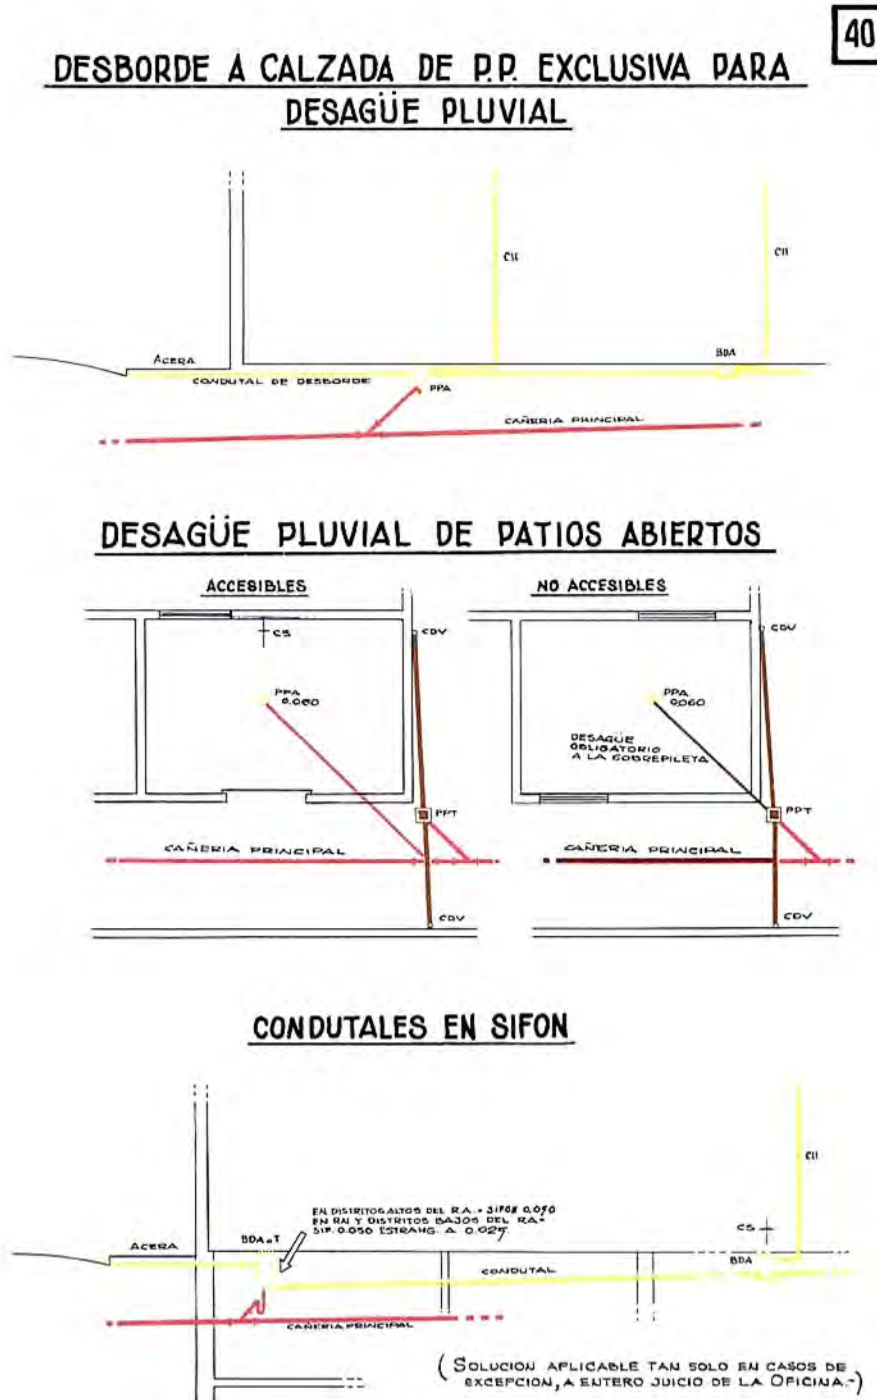 40
DESBORDE A CALZADA DE P.P. EXCLUSIVA PARA
DESAGÜE PLUVIAL
CII
CII
ACERA
BDA
CONDUTAL DE DESBORDE
PPA
CAÑERIA PRINCIPAL
DESAGÜE PLUVIAL DE PATIOS ABIERTOS
ACCESIBLES
NO ACCESIBLES
CS
CDV
CDV
PPA
0,060
PPA
0,060
DESAGÜE
OBLIGATORIO
A LA SOBREPILETA
PPT
PPT
CAÑERIA PRINCIPAL
CAÑERIA PRINCIPAL
CDV
CDV
CONDUTALES EN SIFON
CII
EN DISTRITOS ALTOS DEL R.A. - SIFON 0,050
EN RN Y DISTRITOS BAJOS DEL RA-
SIF. 0.050 ESTRANG. A 0.025
CS
ACERA
BDA=T
BDA
CONDUTAL
CAÑERIA PRINCIPAL
(SOLUCION APLICABLE TAN SOLO EN CASOS DE
EXCEPCION, A ENTERO JUICIO DE LA OFICINA.-)